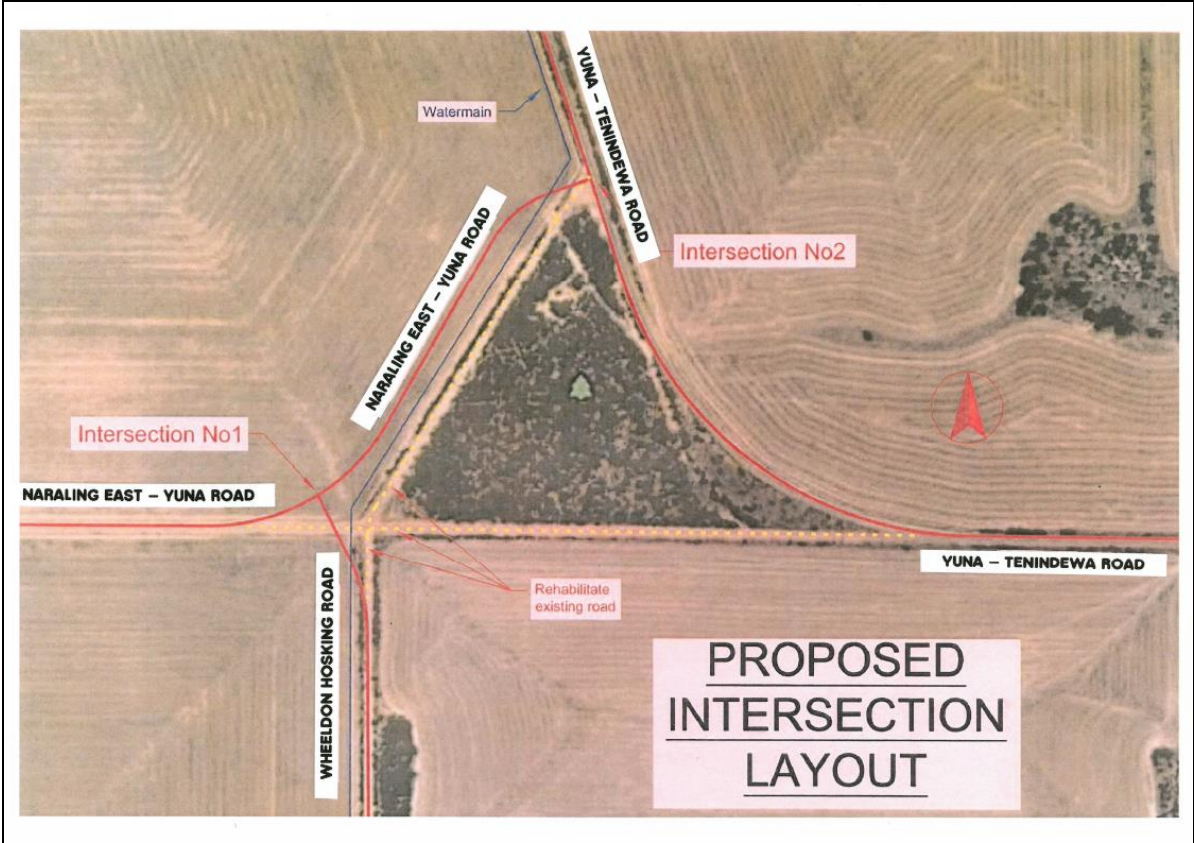 Watermain
YUNA – TENINDEWA ROAD
NARALING EAST – YUNA ROAD
Intersection No2
Intersection No1
NARALING EAST – YUNA ROAD
YUNA – TENINDEWA ROAD
Rehabilitate
existing road
WHEELDON HOSKING ROAD
PROPOSED
INTERSECTION
LAYOUT